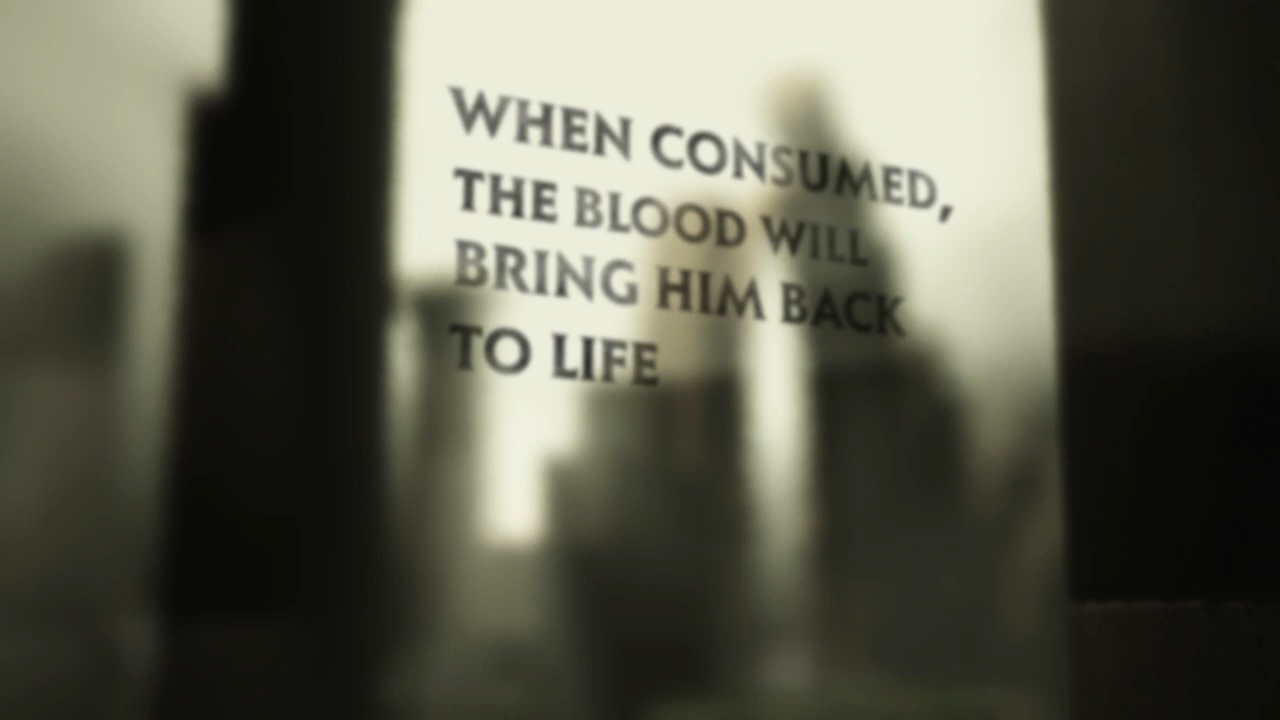 WHEN CONSUMED,
THE BLOOD WILL
BRING HIM BACK
TO LIFE